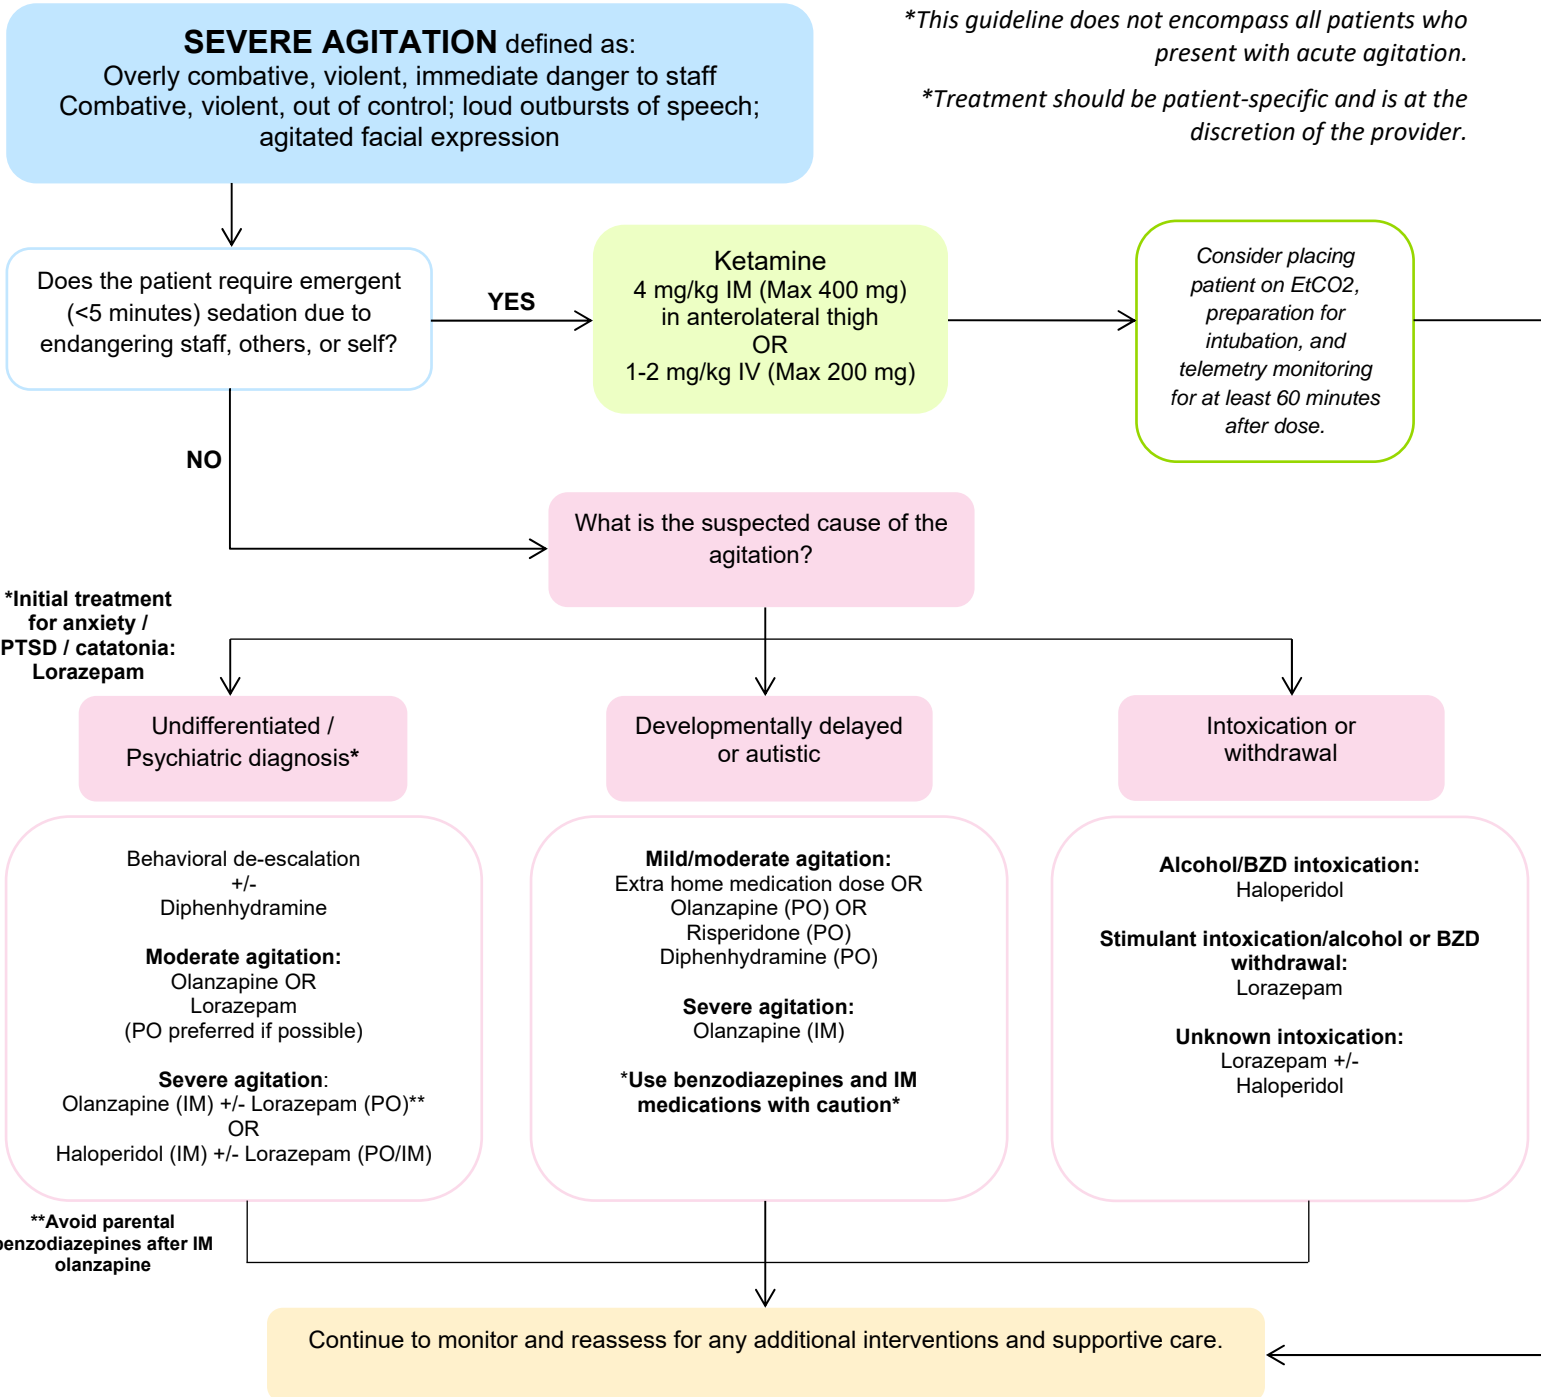 SEVERE AGITATION defined as:
Overly combative, violent, immediate danger to staff
Combative, violent, out of control; loud outbursts of speech;
agitated facial expression
*This guideline does not encompass all patients who
present with acute agitation.
*Treatment should be patient-specific and is at the
discretion of the provider.
Does the patient require emergent
(<5 minutes) sedation due to
endangering staff, others, or self?
YES
Ketamine
4 mg/kg IM (Max 400 mg)
in anterolateral thigh
OR
1-2 mg/kg IV (Max 200 mg)
Consider placing
patient on EtCO2,
preparation for
intubation, and
telemetry monitoring
for at least 60 minutes
after dose.
NO
What is the suspected cause of the
agitation?
*Initial treatment
for anxiety /
PTSD / catatonia:
Lorazepam
Undifferentiated /
Psychiatric diagnosis*
Behavioral de-escalation
+/-
Diphenhydramine
Moderate agitation:
Olanzapine OR
Lorazepam
(PO preferred if possible)
Severe agitation:
Olanzapine (IM) +/- Lorazepam (PO)**
OR
Haloperidol (IM) +/- Lorazepam (PO/IM)
**Avoid parental
benzodiazepines after IM
olanzapine
Developmentally delayed
or autistic
Mild/moderate agitation:
Extra home medication dose OR
Olanzapine (PO) OR
Risperidone (PO)
Diphenhydramine (PO)
Severe agitation:
Olanzapine (IM)
*Use benzodiazepines and IM
medications with caution*
Intoxication or
withdrawal
Alcohol/BZD intoxication:
Haloperidol
Stimulant intoxication/alcohol or BZD
withdrawal:
Lorazepam
Unknown intoxication:
Lorazepam +/-
Haloperidol
Continue to monitor and reassess for any additional interventions and supportive care.